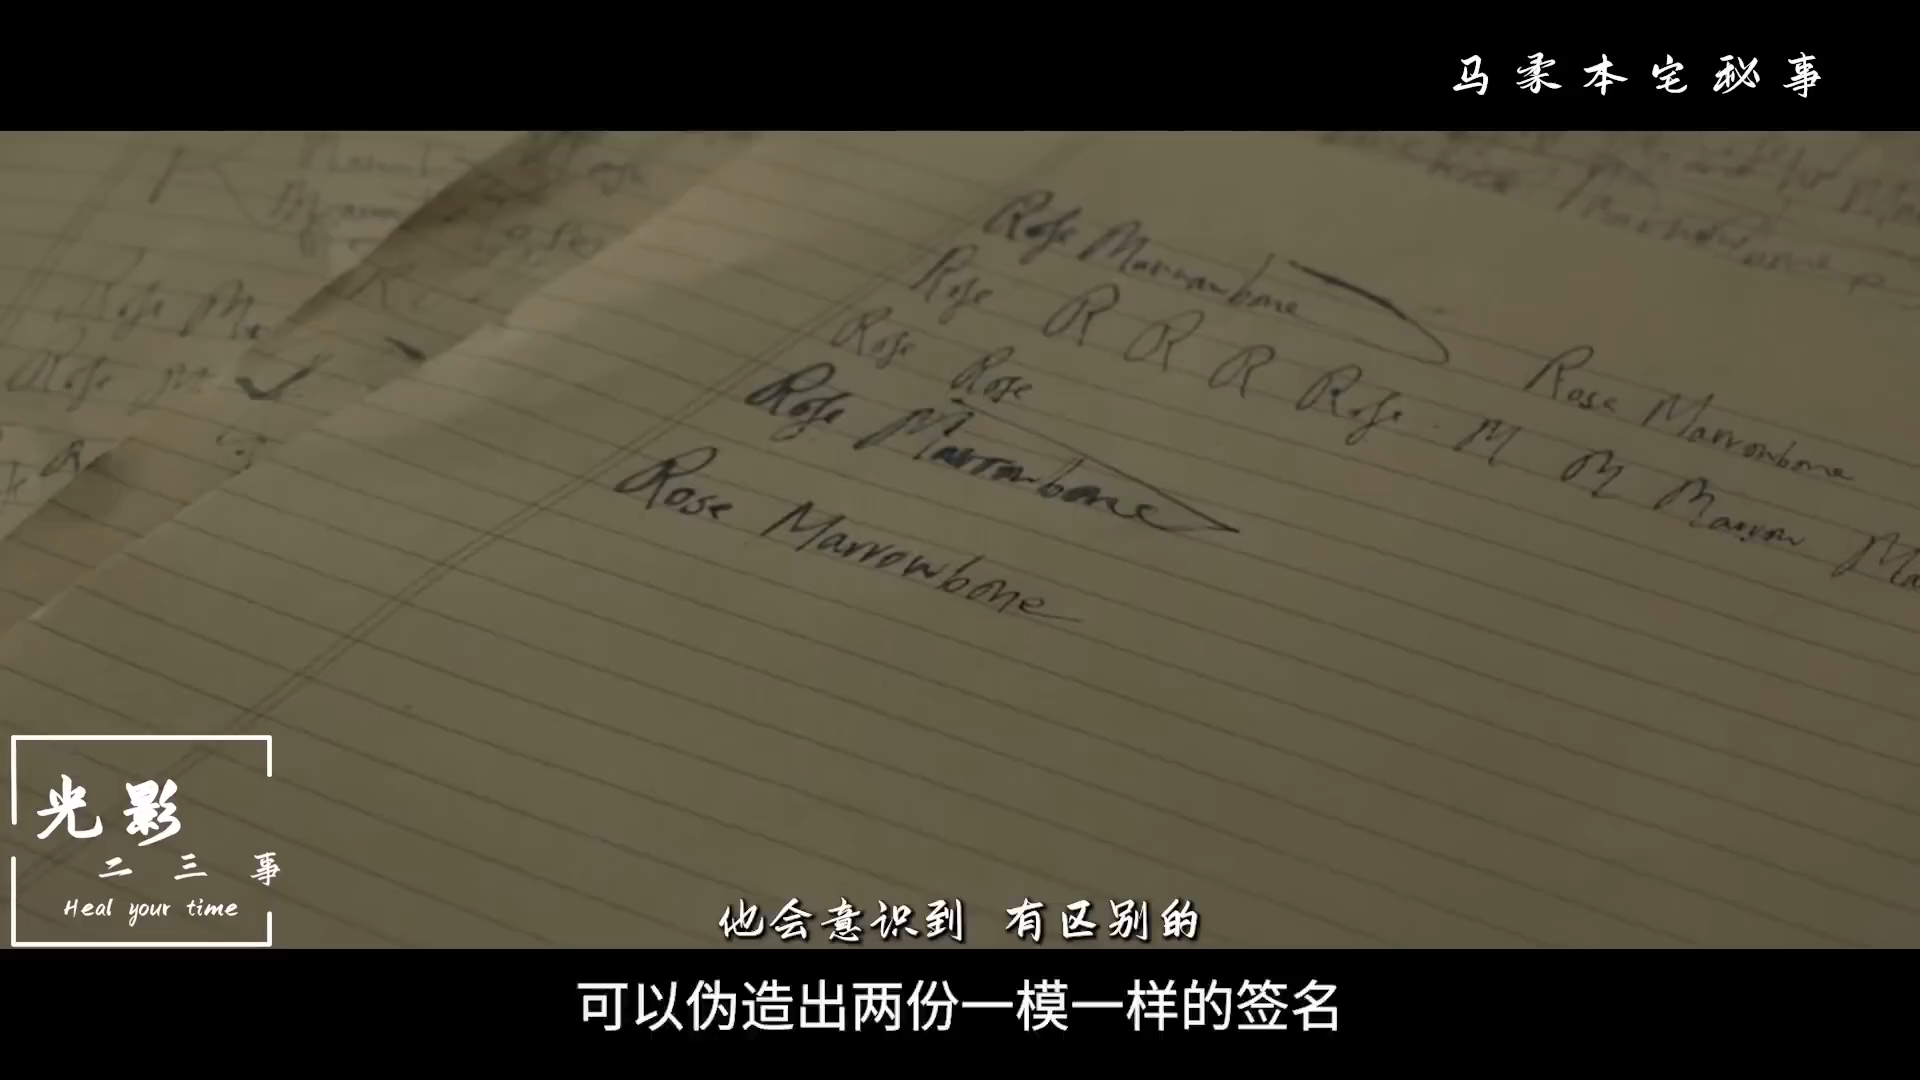 马柔本宅秘事
Rose Marrowbone
Rose R R R Rose M M Marrow
Rose Rose
Rose Marrowbone
Rose Marrowbone
Rose Marrowbone
Rose
Rose M
光影
二三事
Heal your time
他会意识到 有区别的
可以伪造出两份一模一样的签名